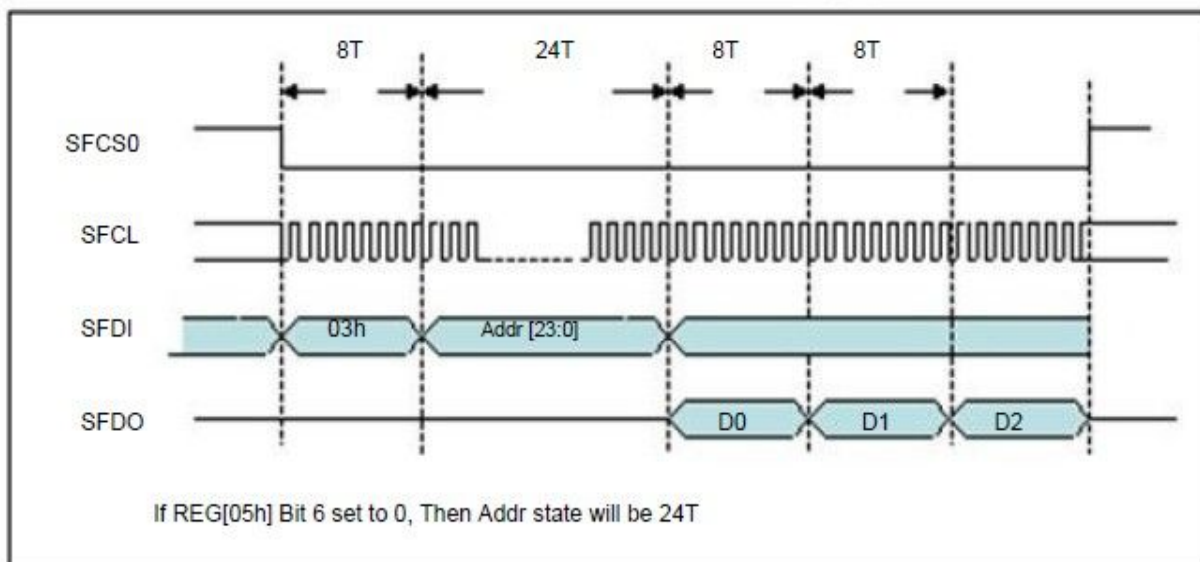 8T 24T 8T 8T
SFCS0
SFCL
SFDI 03h Addr [23:0]
SFDO D0 D1 D2
If REG[05h] Bit 6 set to 0, Then Addr state will be 24T